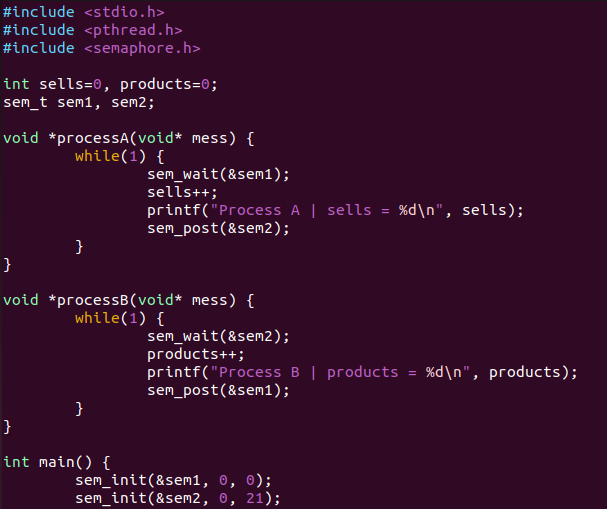 #include <stdio.h>
#include <pthread.h>
#include <semaphore.h>

int sells=0, products=0;
sem_t sem1, sem2;

void *processA(void* mess) {
        while(1) {
                sem_wait(&sem1);
                sells++;
                printf("Process A | sells = %d\n", sells);
                sem_post(&sem2);
        }
}

void *processB(void* mess) {
        while(1) {
                sem_wait(&sem2);
                products++;
                printf("Process B | products = %d\n", products);
                sem_post(&sem1);
        }
}

int main() {
        sem_init(&sem1, 0, 0);
        sem_init(&sem2, 0, 21);